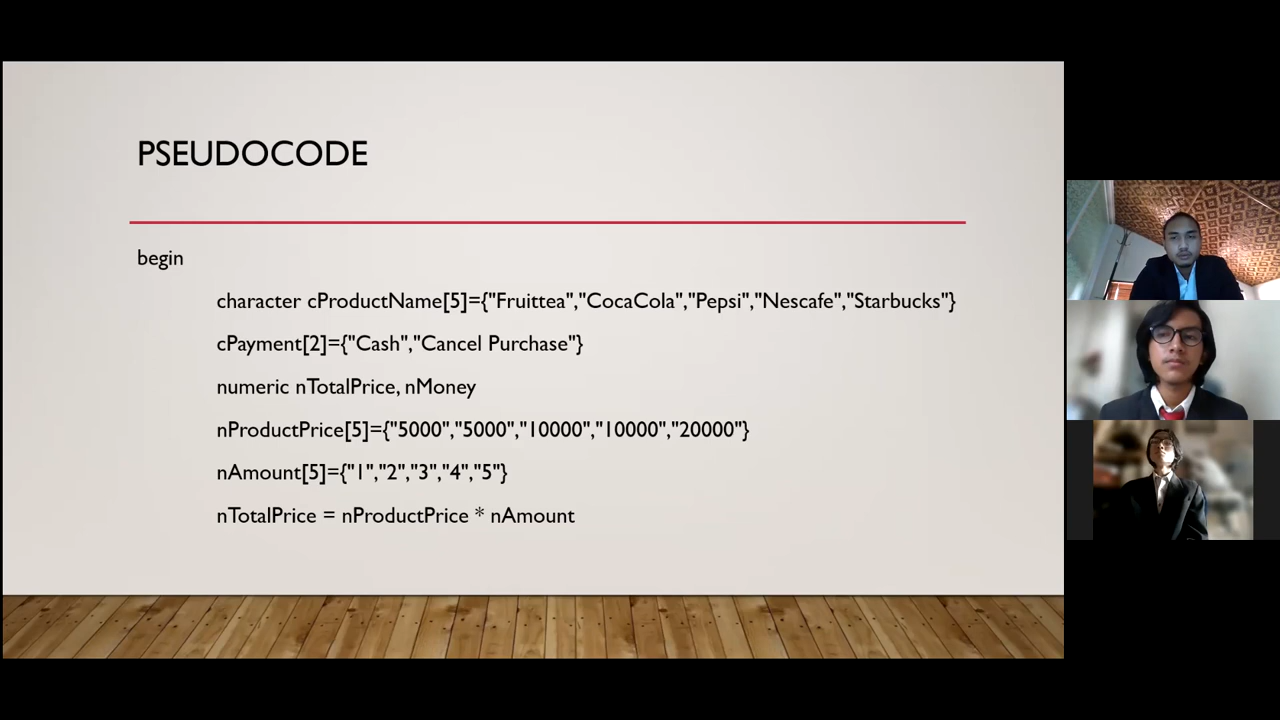 PSEUDOCODE
begin
character cProductName[5]={"Fruittea","CocaCola","Pepsi","Nescafe","Starbucks"}
cPayment[2]={"Cash","Cancel Purchase"}
numeric nTotalPrice, nMoney
nProductPrice[5]={"5000","5000","10000","10000","20000"}
nAmount[5]={"1","2","3","4","5"}
nTotalPrice = nProductPrice * nAmount